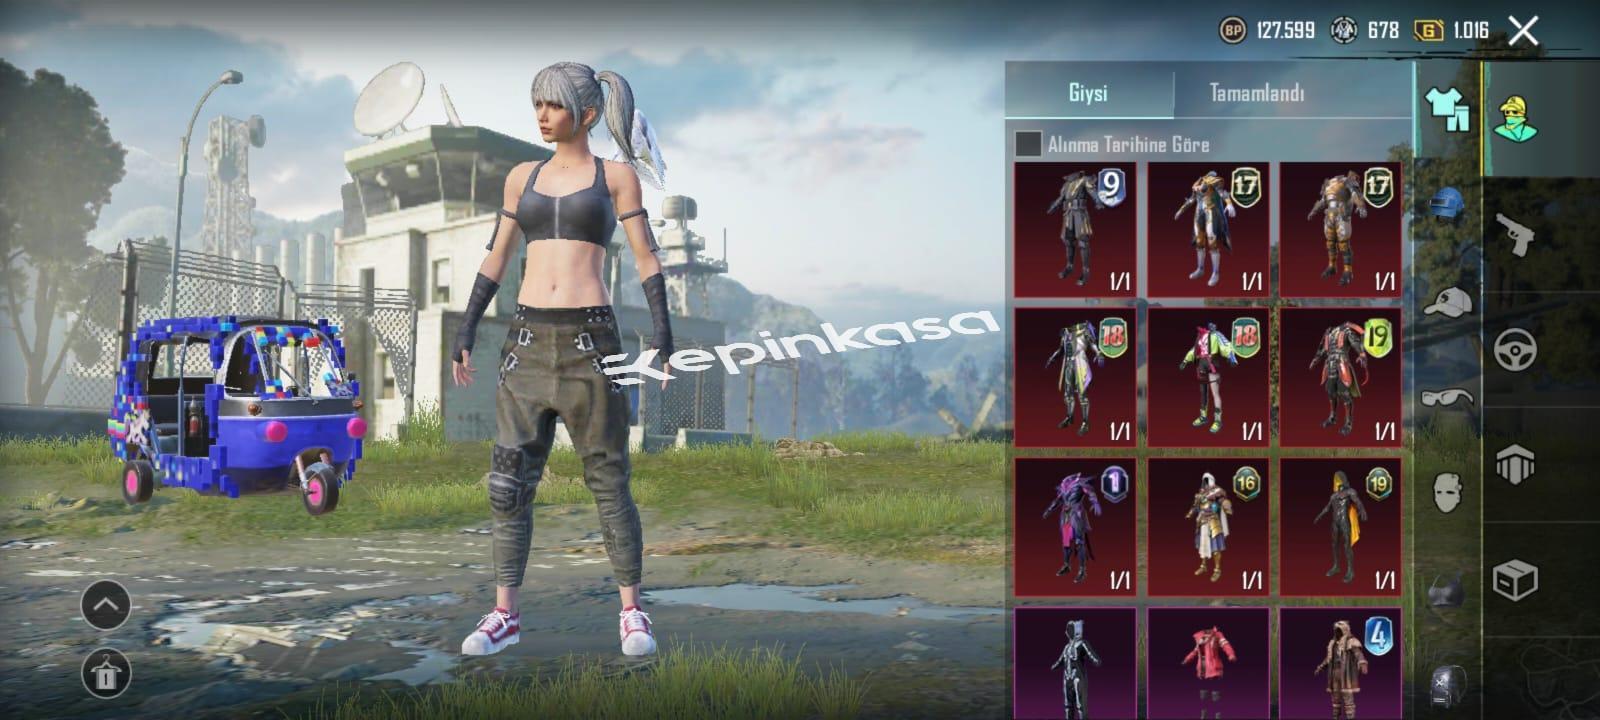 BP 127.599 678 G 1.016
Giysi Tamamlandı
Alınma Tarihine Göre
9 17 17
1/1 1/1 1/1
18 18 19
1/1 1/1 1/1
1 16 19
1/1 1/1 1/1
4
epinkasa